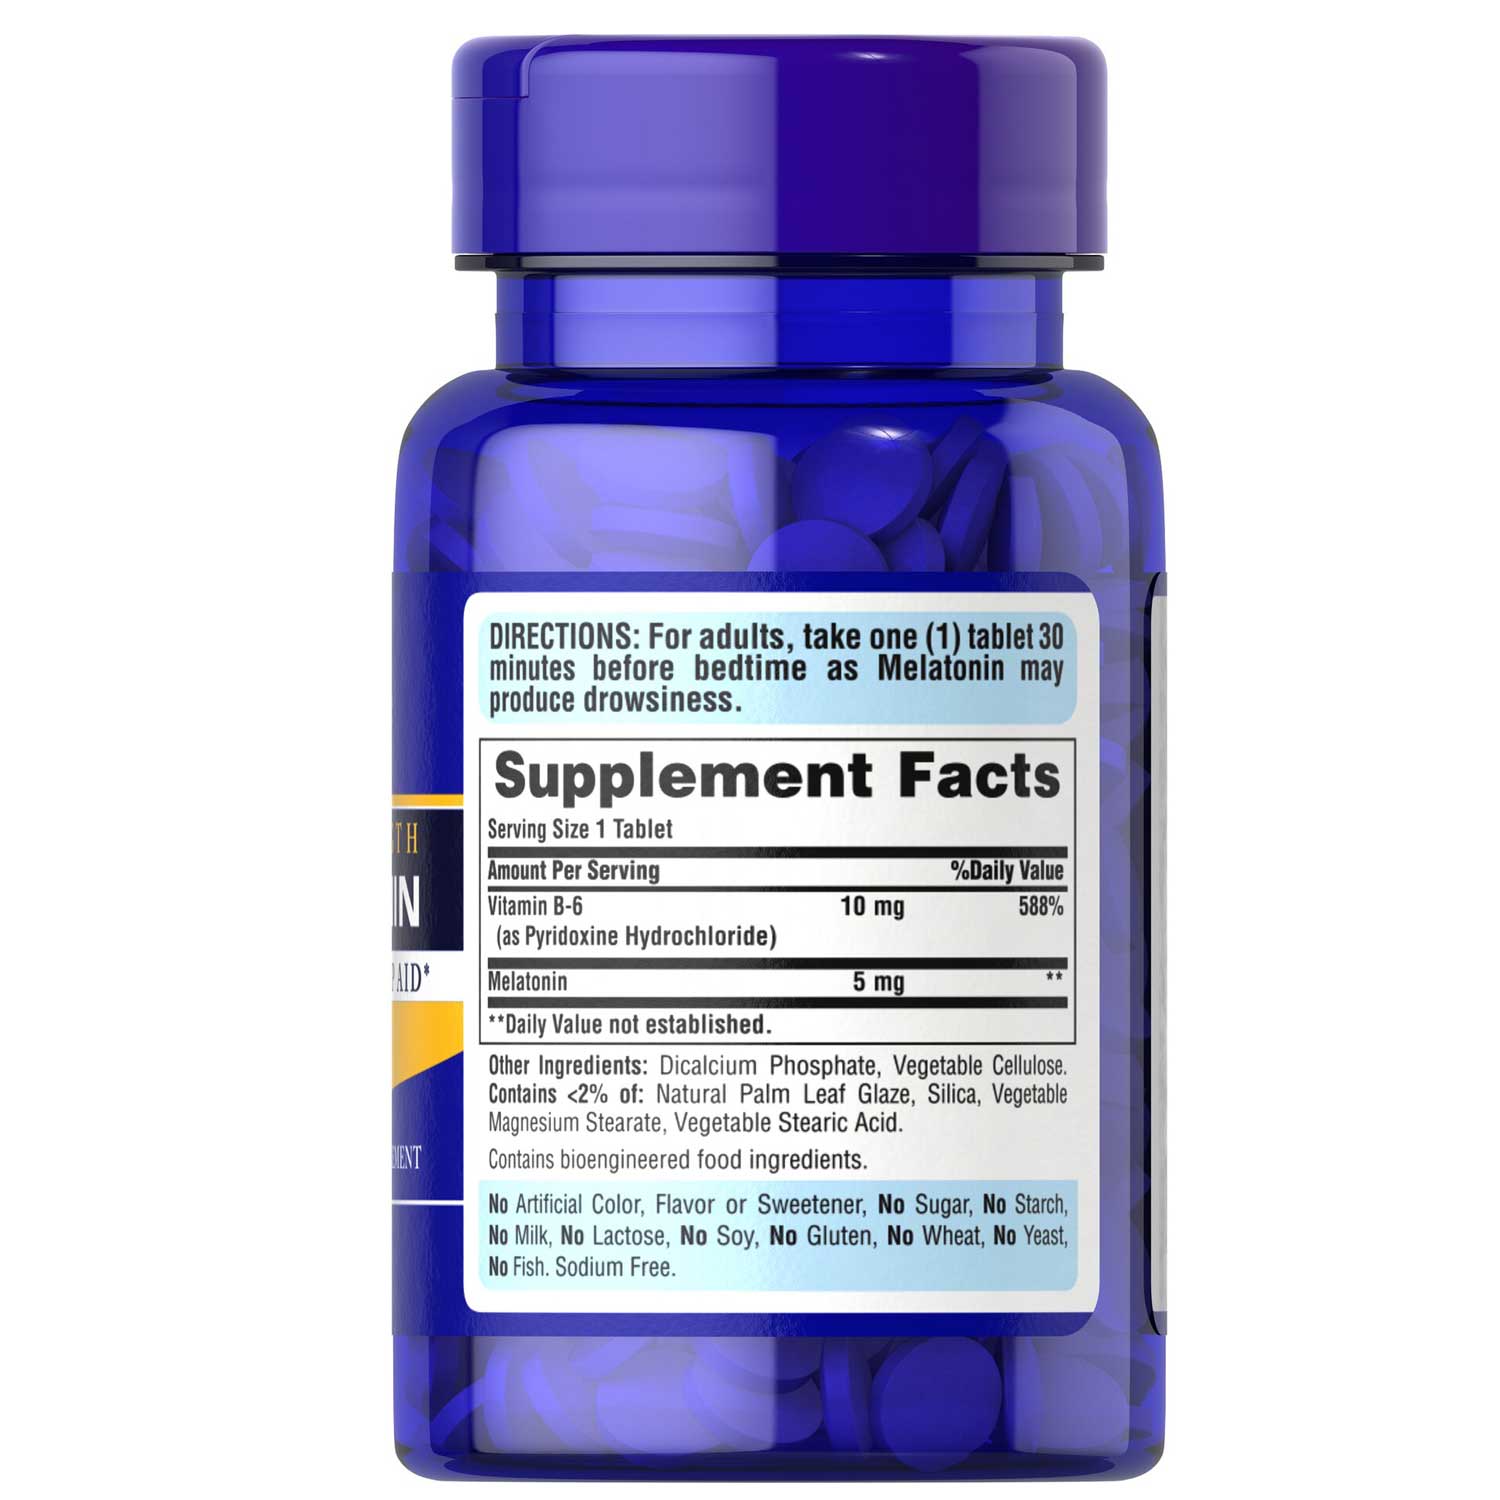 DIRECTIONS: For adults, take one (1) tablet 30
minutes before bedtime as Melatonin may
produce drowsiness.
Supplement Facts
Serving Size 1 Tablet
Amount Per Serving %Daily Value
Vitamin B-6 10 mg 588%
(as Pyridoxine Hydrochloride)
Melatonin 5 mg **
**Daily Value not established.
Other Ingredients: Dicalcium Phosphate, Vegetable Cellulose.
Contains <2% of: Natural Palm Leaf Glaze, Silica, Vegetable
Magnesium Stearate, Vegetable Stearic Acid.
Contains bioengineered food ingredients.
No Artificial Color, Flavor or Sweetener, No Sugar, No Starch,
No Milk, No Lactose, No Soy, No Gluten, No Wheat, No Yeast,
No Fish. Sodium Free.